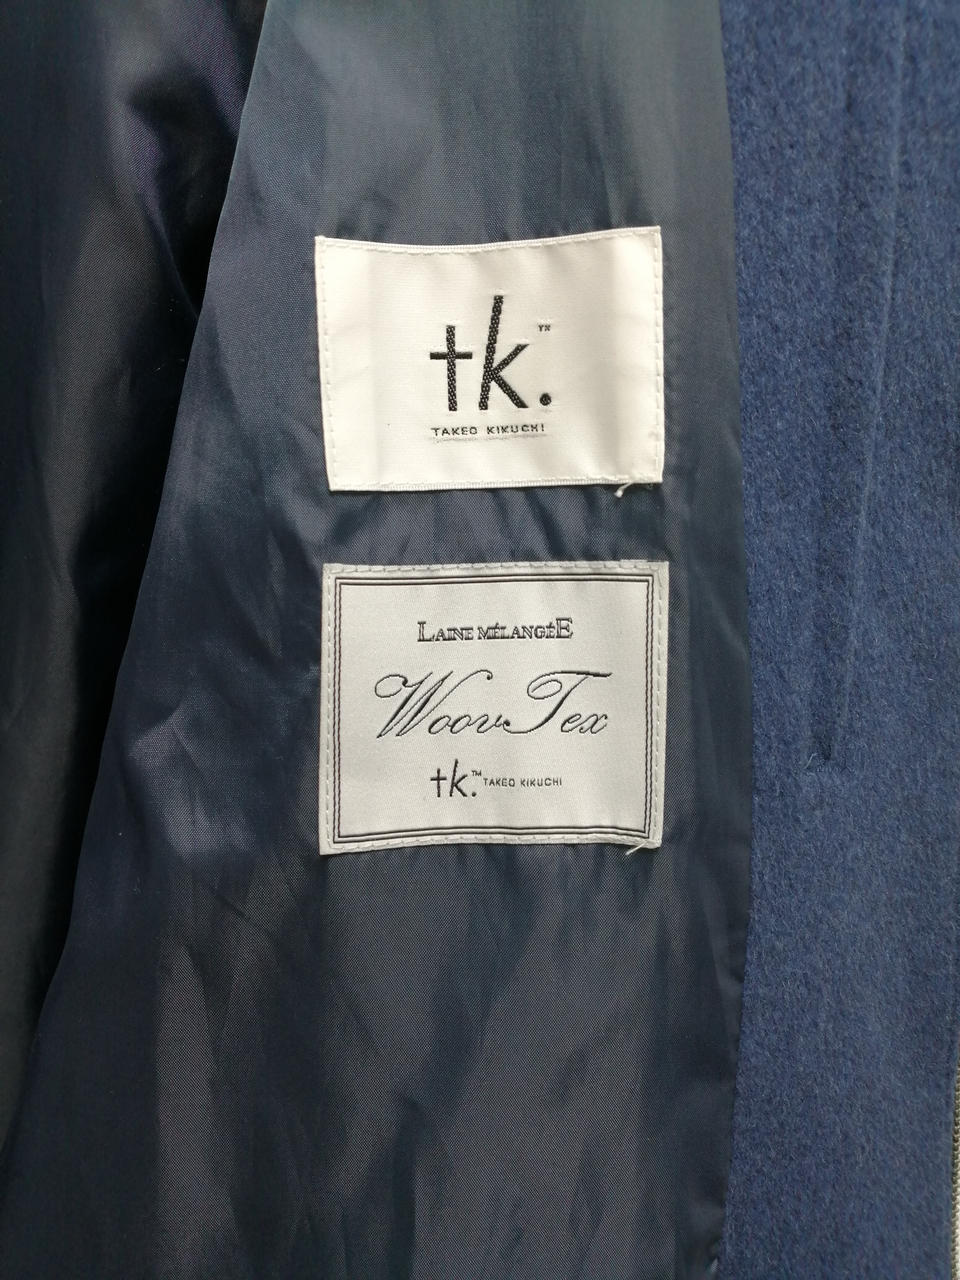 tk.™
TAKEO KIKUCHI
LAINE MÉLANGÉE
WoovTex
tk.™ TAKEO KIKUCHI